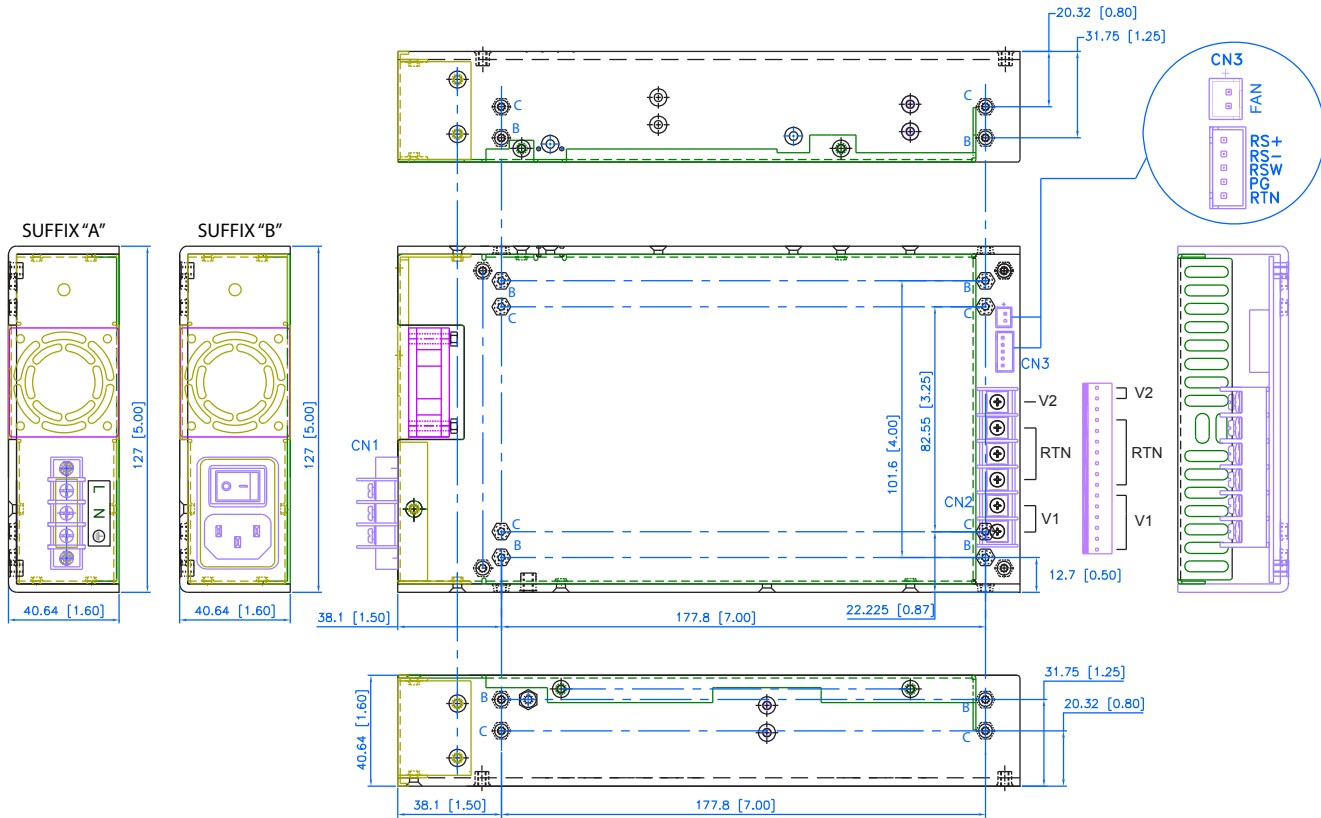 20.32 [0.80]
31.75 [1.25]
C
B
C
B
CN3
+
FAN
RS+
RS-
RSW
PG
RTN
SUFFIX "A"
SUFFIX "B"
127 [5.00]
127 [5.00]
L N
40.64 [1.60]
40.64 [1.60]
CN1
B
C
B
C
+
CN3
101.6 [4.00]
82.55 [3.25]
V2
RTN
V1
CN2
V2
RTN
V1
C
B
C
B
12.7 [0.50]
22.225 [0.87]
38.1 [1.50]
177.8 [7.00]
31.75 [1.25]
20.32 [0.80]
40.64 [1.60]
B
C
B
C
38.1 [1.50]
177.8 [7.00]